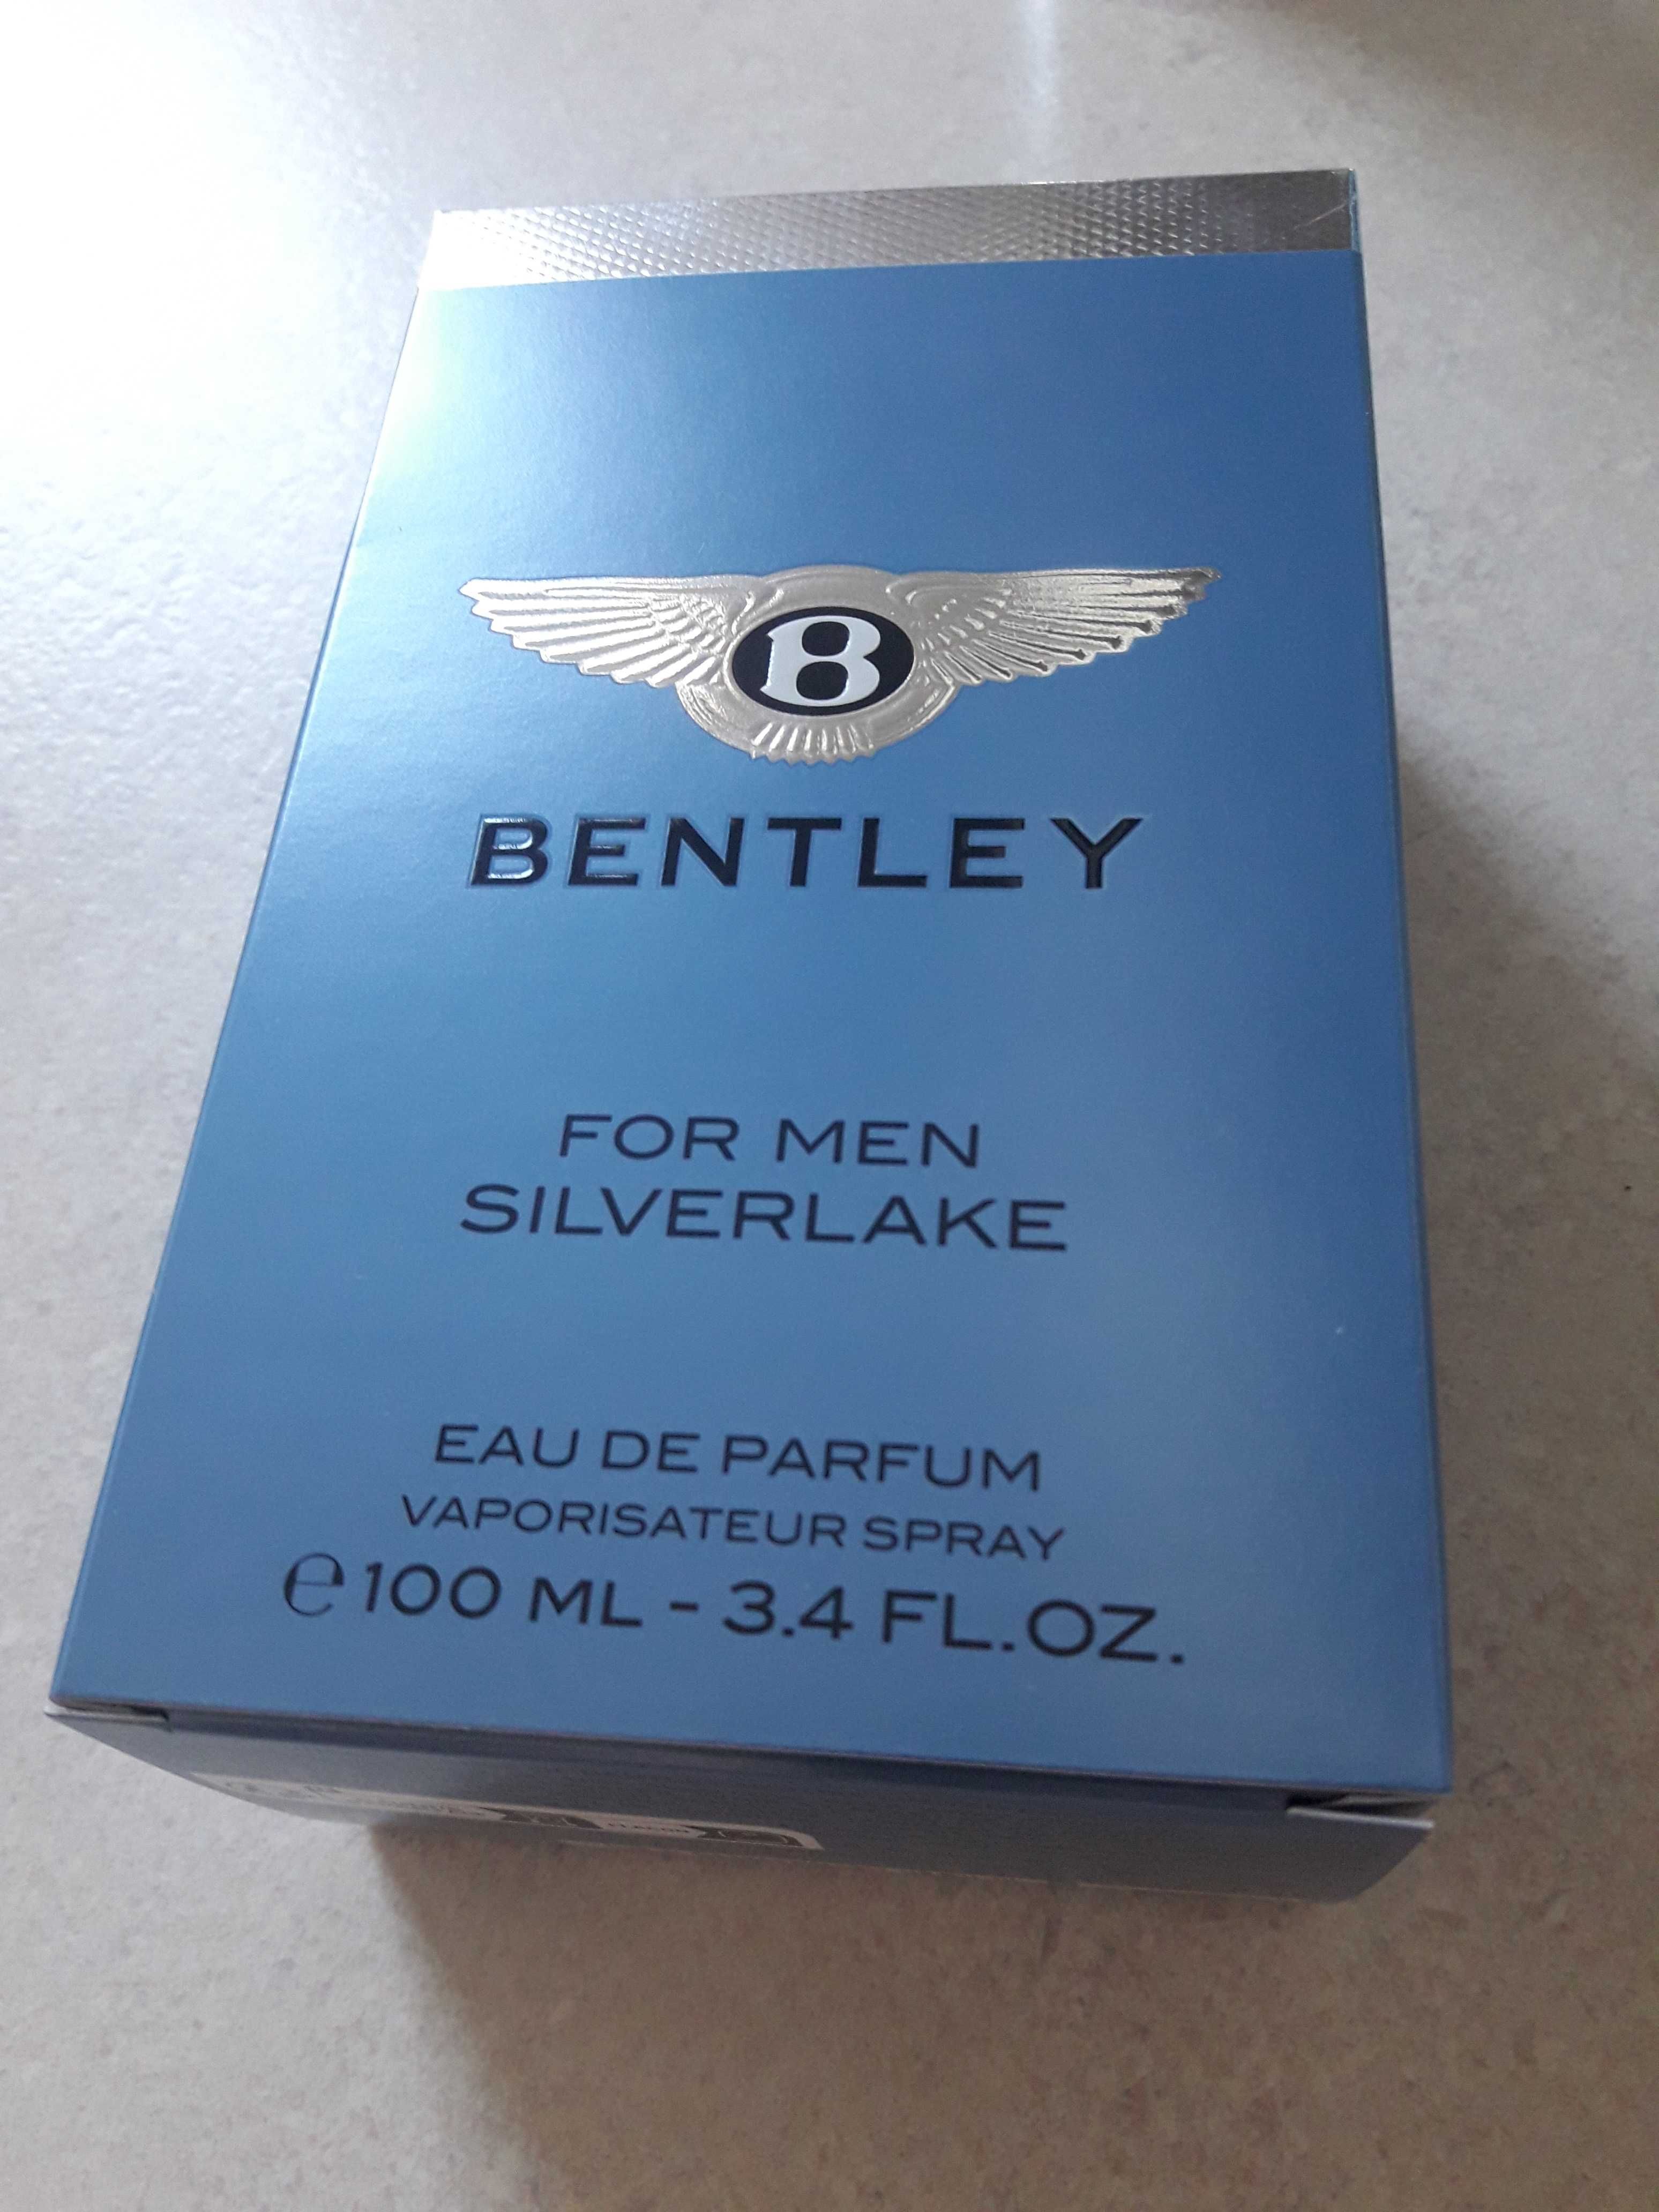 B
BENTLEY
FOR MEN
SILVERLAKE
EAU DE PARFUM
VAPORISATEUR SPRAY
℮ 100 ML - 3.4 FL.OZ.